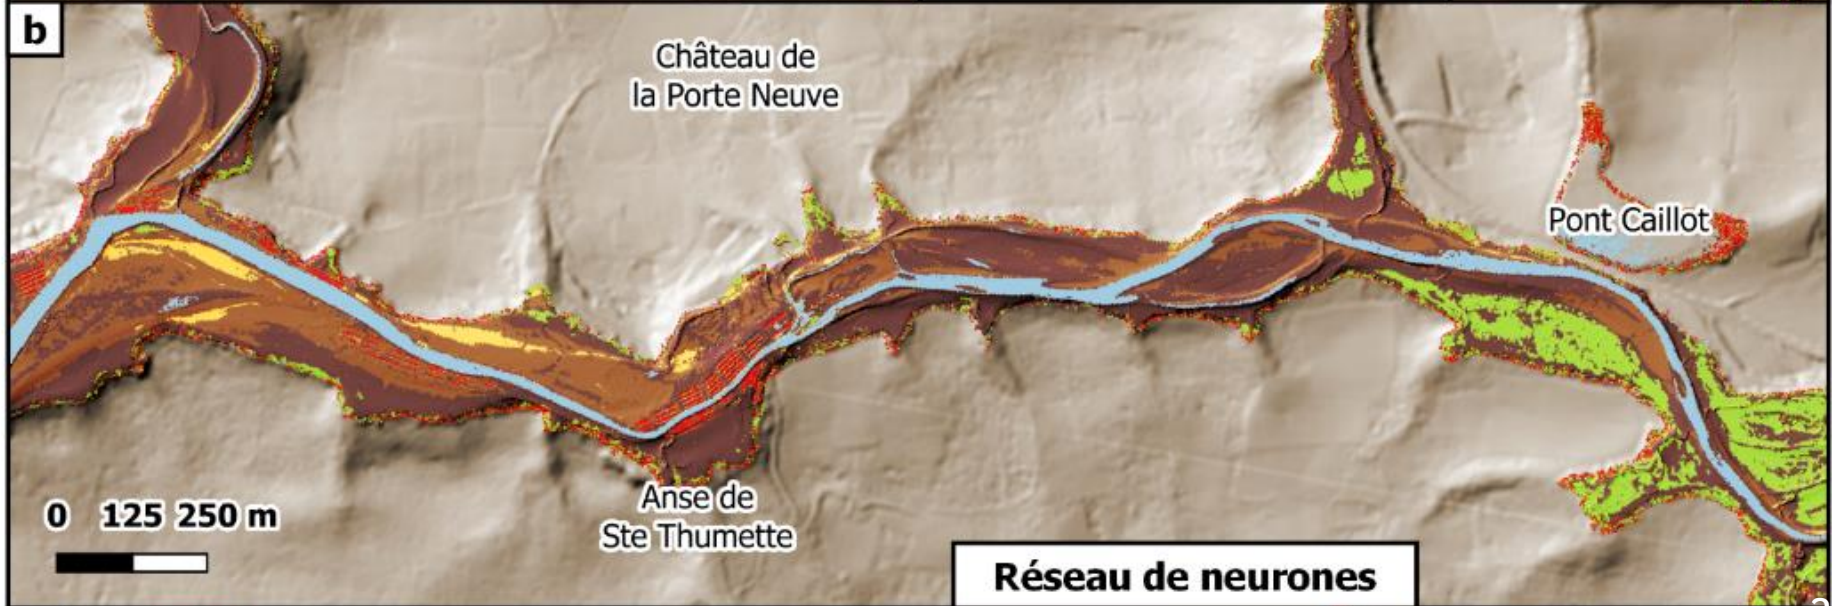 b
Château de
la Porte Neuve
Pont Caillot
Anse de
Ste Thumette
0 125 250 m
Réseau de neurones